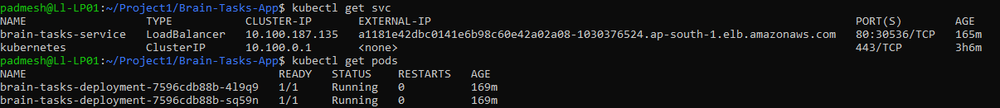 padmesh@Ll-LP01:~/Project1/Brain-Tasks-App$ kubectl get svc
NAME                  TYPE           CLUSTER-IP       EXTERNAL-IP                                                                PORT(S)        AGE
brain-tasks-service   LoadBalancer   10.100.187.135   a1181e42dbc0141e6b98c60e42a02a08-1030376524.ap-south-1.elb.amazonaws.com   80:30536/TCP   165m
kubernetes            ClusterIP      10.100.0.1       <none>                                                                     443/TCP        3h6m
padmesh@Ll-LP01:~/Project1/Brain-Tasks-App$ kubectl get pods
NAME                                      READY   STATUS    RESTARTS   AGE
brain-tasks-deployment-7596cdb88b-4l9q9   1/1     Running   0          169m
brain-tasks-deployment-7596cdb88b-sq59n   1/1     Running   0          169m